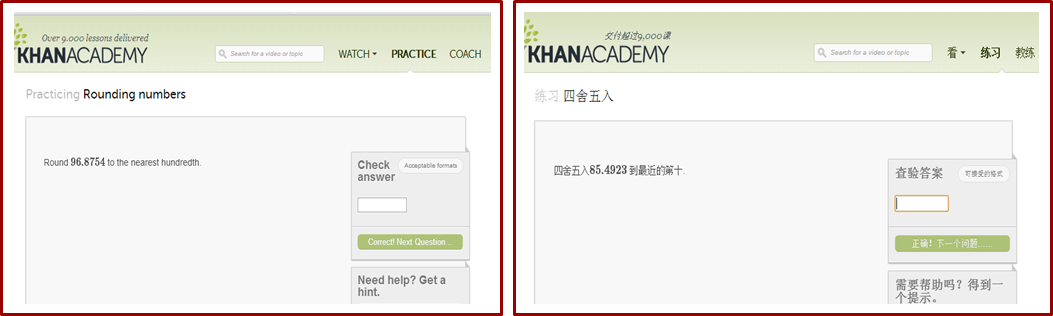 Over 9,000 lessons delivered
KHANACADEMY
Search for a video or topic
WATCH
PRACTICE
COACH
Practicing Rounding numbers
Round 96.8754 to the nearest hundredth.
Check
answer
Acceptable formats
Correct! Next Question...
Need help? Get a
hint.
交付超过9,000课
KHANACADEMY
Search for a video or topic
看
练习
教练
练习 四舍五入
四舍五入85.4923 到最近的第十.
查验答案
可接受的格式
正确！下一个问题......
需要帮助吗？得到一
个提示。